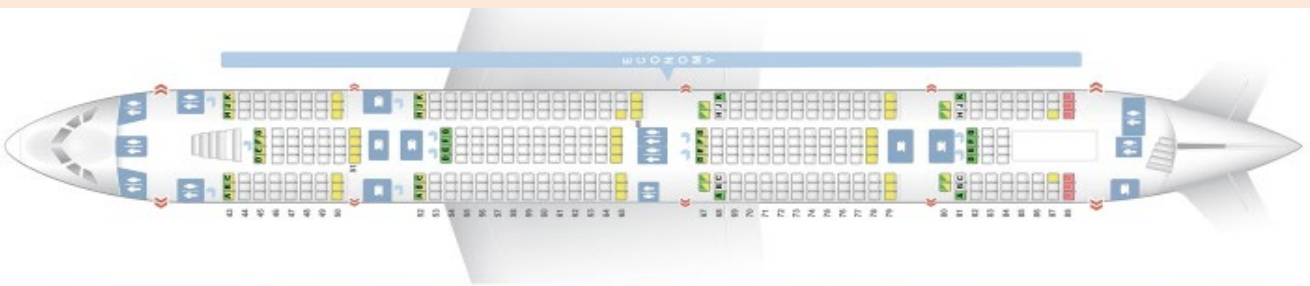 ECONOMY
H J K H J K K H J K
D E F G D E F G D E F G D E F G
51
A B C A B C A B C A B C
43 44 45 46 47 48 49 50 52 53 54 55 56 57 58 59 60 61 62 63 64 65 67 68 69 70 71 72 73 74 75 76 77 78 79 80 81 82 83 84 85 86 87 88